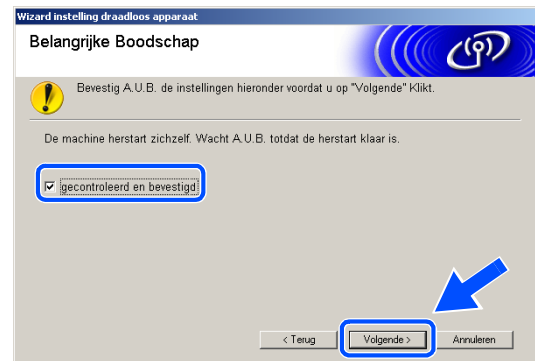 Wizard instelling draadloos apparaat
Belangrijke Boodschap
Bevestig A.U.B. de instellingen hieronder voordat u op "Volgende" Klikt.
De machine herstart zichzelf. Wacht A.U.B. totdat de herstart klaar is.
gecontroleerd en bevestigd
< Terug
Volgende >
Annuleren